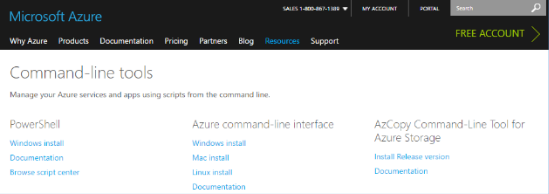 SALES 1-800-867-1389 ▼ MY ACCOUNT PORTAL Search
Microsoft Azure
FREE ACCOUNT >
Why Azure Products Documentation Pricing Partners Blog Resources Support
Command-line tools
Manage your Azure services and apps using scripts from the command line.
PowerShell
Windows install
Documentation
Browse script center
Azure command-line interface
Windows install
Mac install
Linux install
Documentation
AzCopy Command-Line Tool for
Azure Storage
Install Release version
Documentation